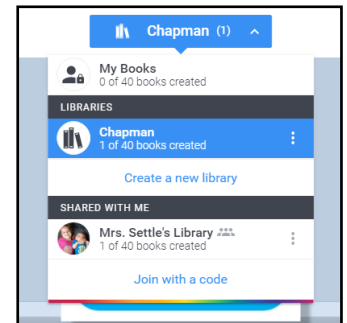 Chapman (1)
My Books
0 of 40 books created
LIBRARIES
Chapman
1 of 40 books created
Create a new library
SHARED WITH ME
Mrs. Settle's Library
1 of 40 books created
Join with a code